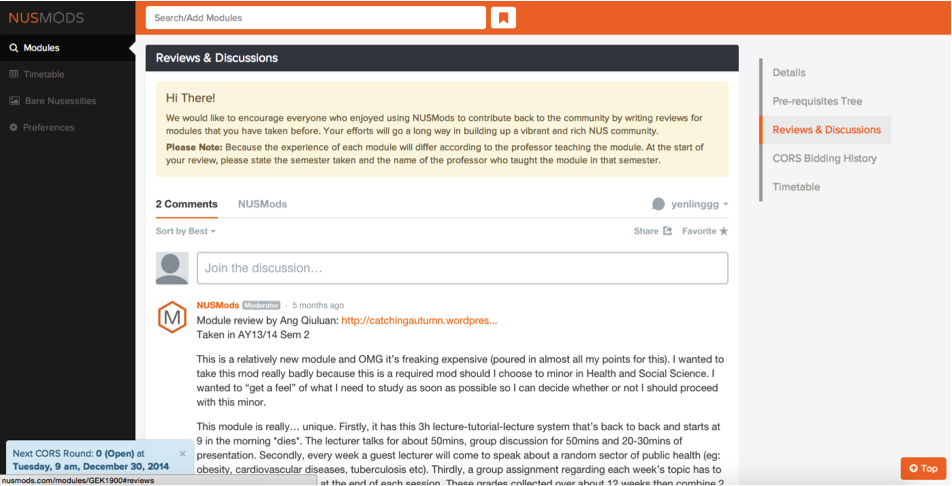 NUSMODS
Search/Add Modules
Modules
Timetable
Bare Nusessities
Preferences
Reviews & Discussions
Hi There!
We would like to encourage everyone who enjoyed using NUSMods to contribute back to the community by writing reviews for
modules that you have taken before. Your efforts will go a long way in building up a vibrant and rich NUS community.
Please Note: Because the experience of each module will differ according to the professor teaching the module. At the start of
your review, please state the semester taken and the name of the professor who taught the module in that semester.
2 Comments NUSMods yenlinggg
Sort by Best Share Favorite
Join the discussion...
M
NUSMods Moderator · 5 months ago
Module review by Ang Qiuluan: http://catchingautumn.wordpres...
Taken in AY13/14 Sem 2
This is a relatively new module and OMG it's freaking expensive (poured in almost all my points for this). I wanted to
take this mod really badly because this is a required mod should I choose to minor in Health and Social Science. I
wanted to "get a feel" of what I need to study as soon as possible so I can decide whether or not I should proceed
with this minor.
This module is really… unique. Firstly, it has this 3h lecture-tutorial-lecture system that's back to back and starts at
9 in the morning *dies*. The lecturer talks for about 50mins, group discussion for 50mins and 20-30mins of
presentation. Secondly, every week a guest lecturer will come to speak about a random sector of public health (eg:
obesity, cardiovascular diseases, tuberculosis etc). Thirdly, a group assignment regarding each week's topic has to
at the end of each session. These grades collected over about 12 weeks then combine 2
Details
Pre-requisites Tree
Reviews & Discussions
CORS Bidding History
Timetable
Next CORS Round: 0 (Open) at ×
Tuesday, 9 am, December 30, 2014
nusmods.com/modules/GEK1900#reviews
Top